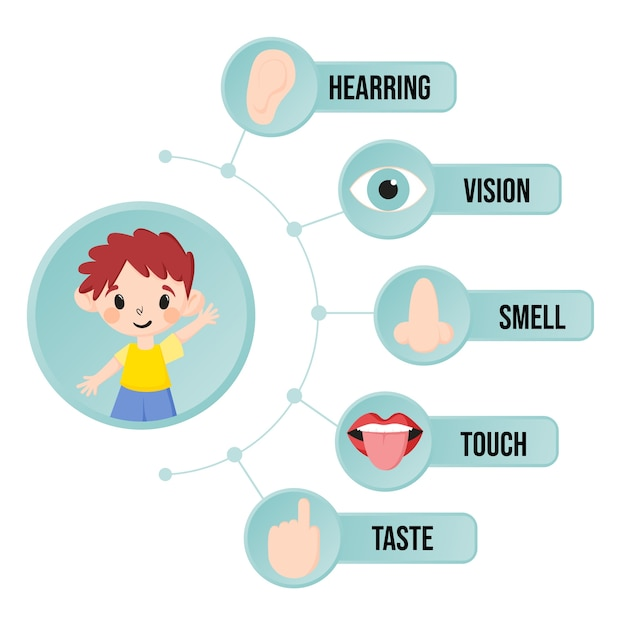 HEARRING
VISION
SMELL
TOUCH
TASTE